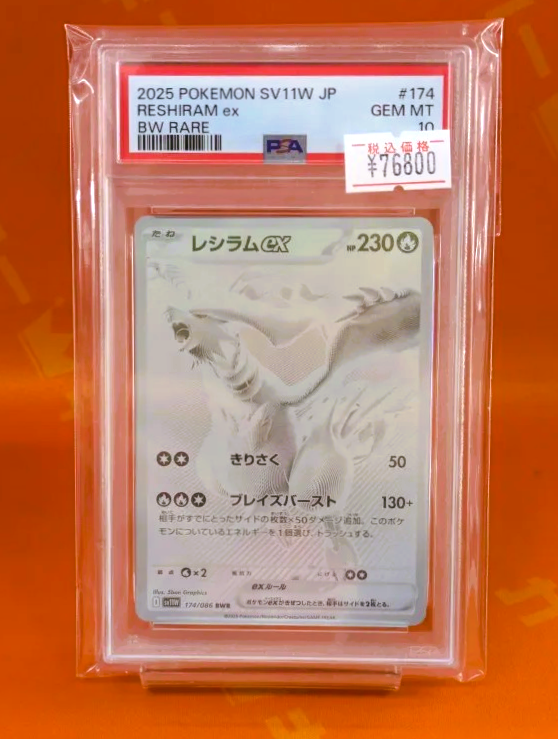 2025 POKEMON SV11W JP #174
RESHIRAM ex GEM MT
BW RARE 10
PSA
税込価格
¥76800
たね
レシラムex HP 230
きりさく 50
ブレイズバースト 130+
相手がすでにとったサイドの枚数×50ダメージ追加。このポケ
モンについているエネルギーを1個選び、トラッシュする。
×2
exルール
ポケモンexがきぜつしたとき、相手はサイドを2枚とる。
Illus. 5ban Graphics
SV11W 174/086 BWR